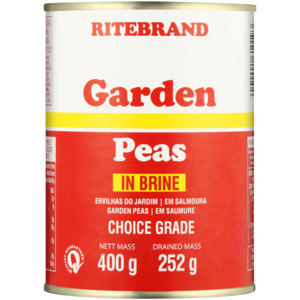 RITEBRAND
Garden
Peas
IN BRINE
ERVILHAS DO JARDIM | EM SALMOURA
GARDEN PEAS | EM SAUMURE
CHOICE GRADE
NETT MASS DRAINED MASS
400 g 252 g